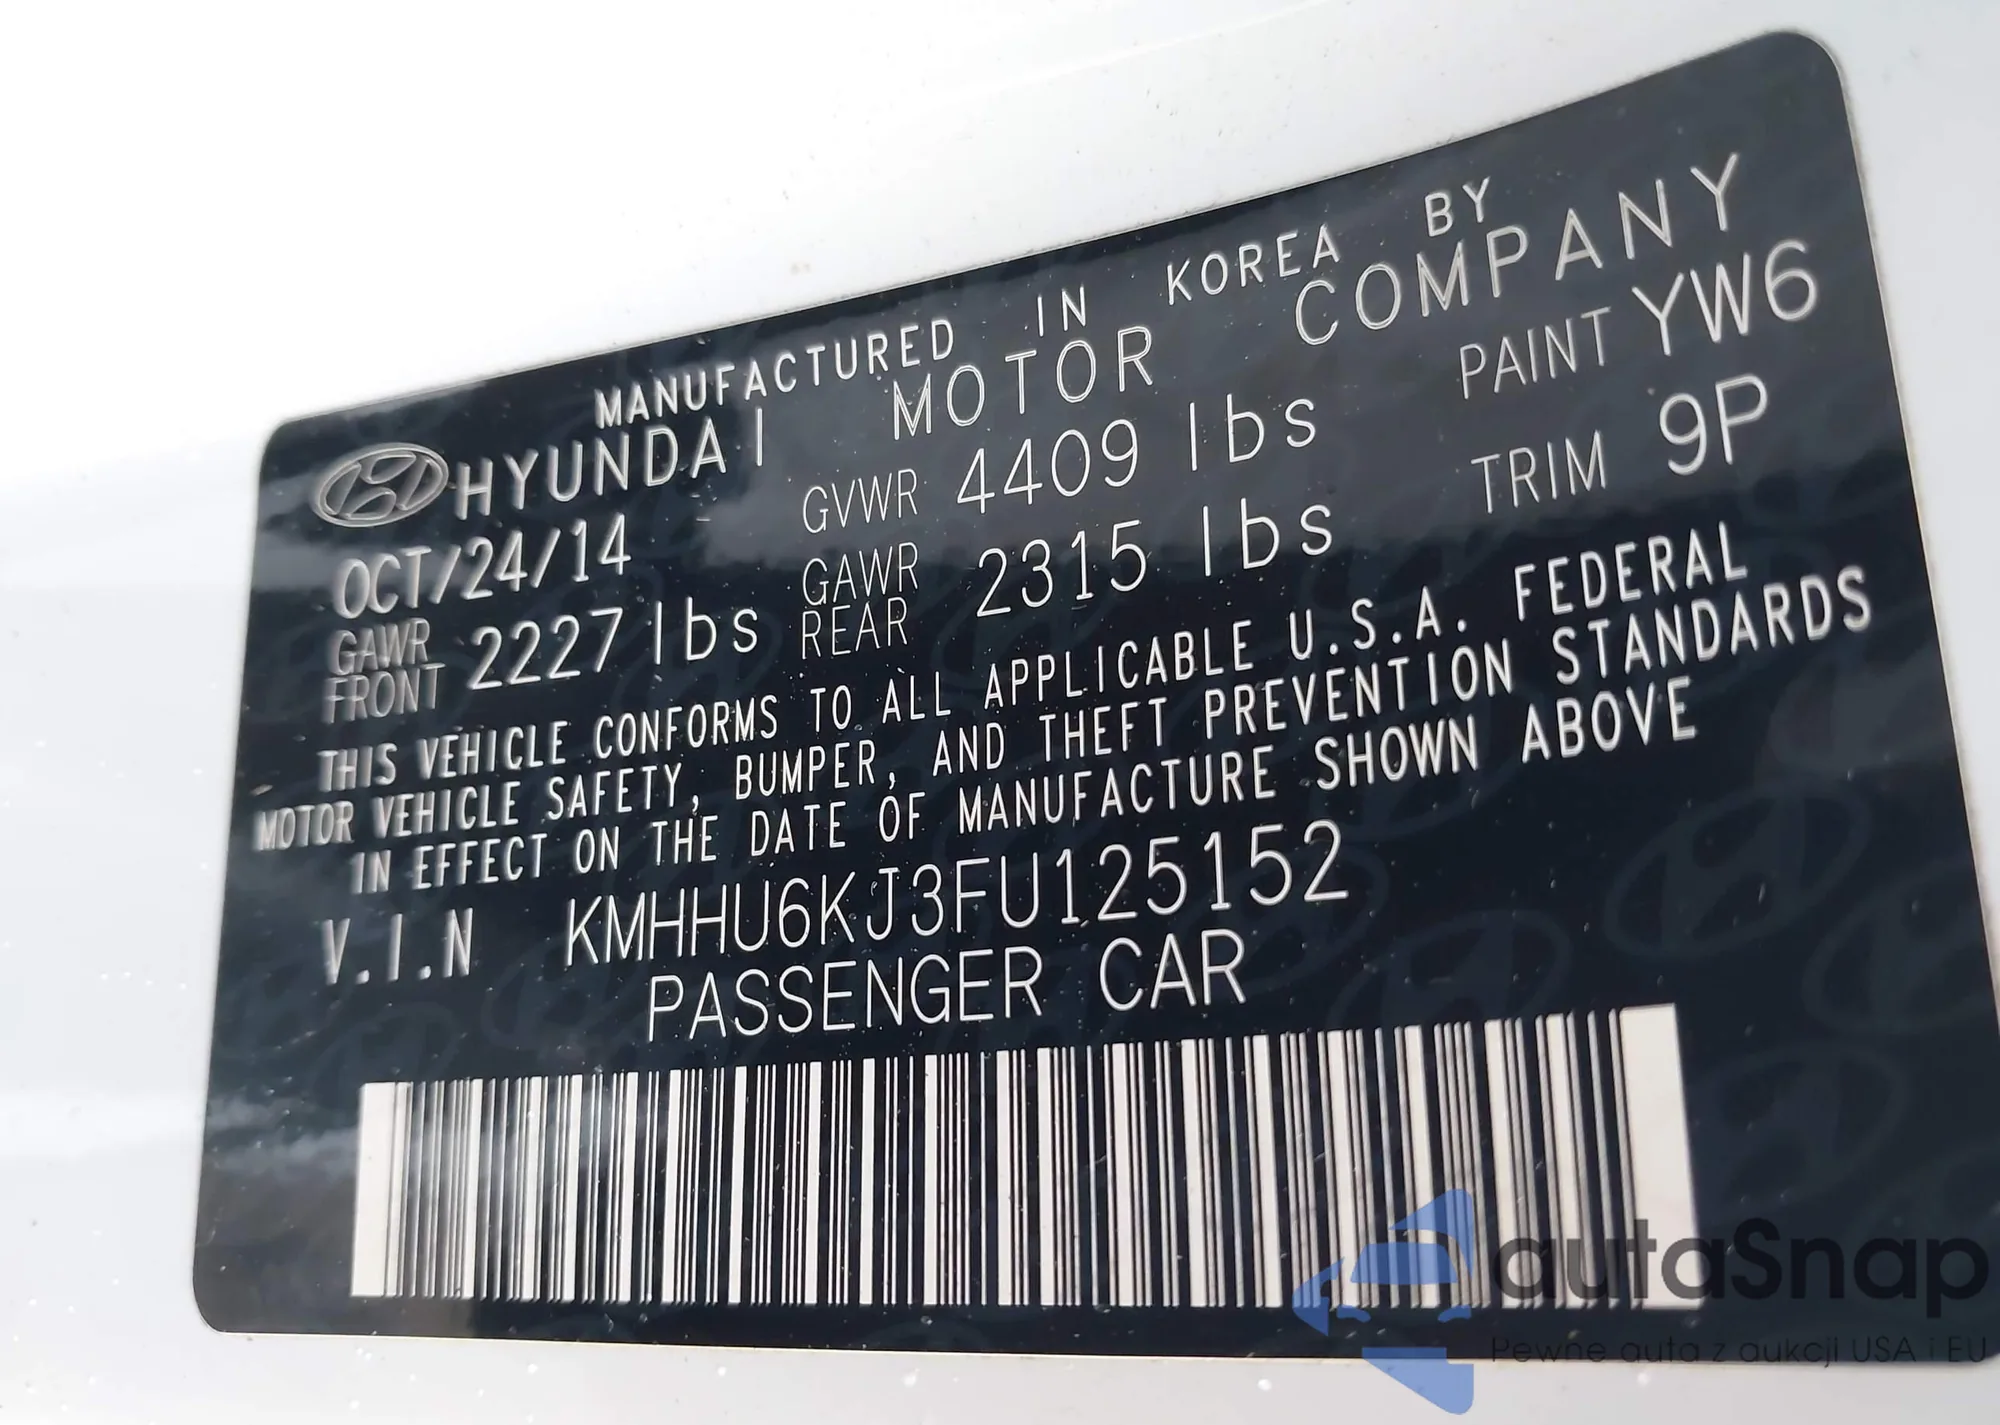 MANUFACTURED IN KOREA BY
HYUNDAI MOTOR COMPANY
OCT/24/14 GVWR 4409 lbs PAINT YW6
GAWR FRONT 2227 lbs GAWR REAR 2315 lbs TRIM 9P
THIS VEHICLE CONFORMS TO ALL APPLICABLE U.S.A. FEDERAL
MOTOR VEHICLE SAFETY, BUMPER, AND THEFT PREVENTION STANDARDS
IN EFFECT ON THE DATE OF MANUFACTURE SHOWN ABOVE
V.I.N KMHHU6KJ3FU125152
PASSENGER CAR
autaSnap
Pewne auta z aukcji USA i EU